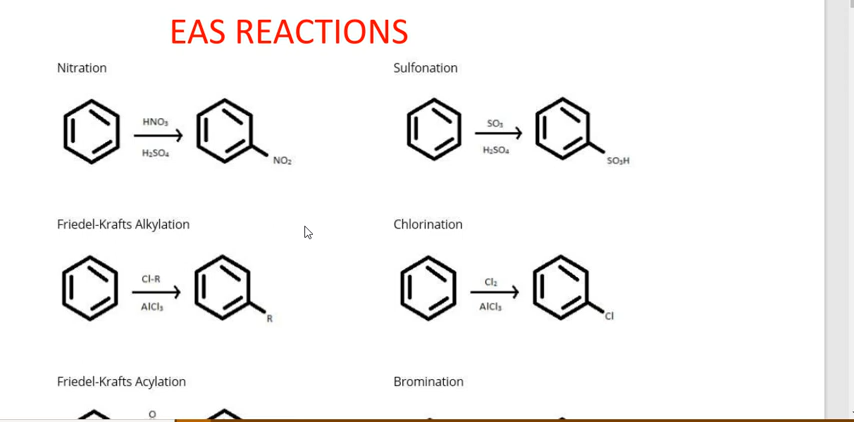 EAS REACTIONS
Nitration
Sulfonation
HNO₃
H₂SO₄
NO₂
SO₃
H₂SO₄
SO₃H
Friedel-Krafts Alkylation
Chlorination
Cl-R
AlCl₃
R
Cl₂
AlCl₃
Cl
Friedel-Krafts Acylation
Bromination
O